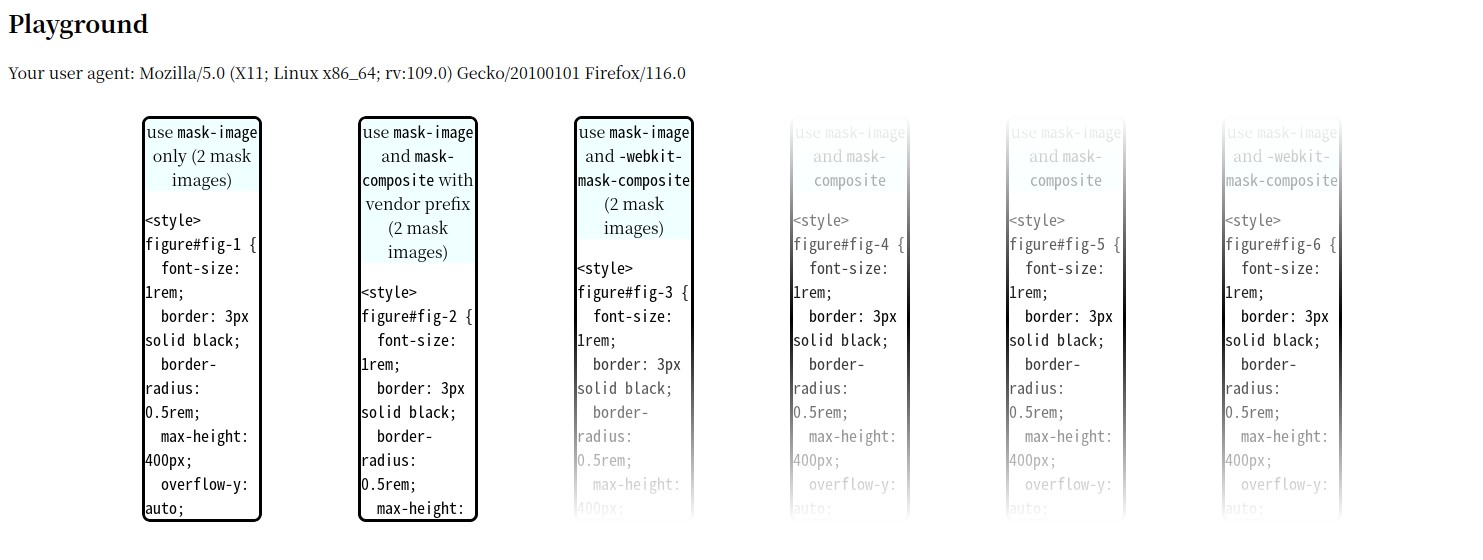 Playground
Your user agent: Mozilla/5.0 (X11; Linux x86_64; rv:109.0) Gecko/20100101 Firefox/116.0
use mask-image
only (2 mask
images)
<style>
figure#fig-1 {
font-size:
1rem;
border: 3px
solid black;
border-
radius:
0.5rem;
max-height:
400px;
overflow-y:
auto;
use mask-image
and mask-
composite with
vendor prefix
(2 mask
images)
<style>
figure#fig-2 {
font-size:
1rem;
border: 3px
solid black;
border-
radius:
0.5rem;
max-height:
use mask-image
and -webkit-
mask-composite
(2 mask
images)
<style>
figure#fig-3 {
font-size:
1rem;
border: 3px
solid black;
border-
radius:
0.5rem;
max-height:
400px;
use mask-image
and mask-
composite
<style>
figure#fig-4 {
font-size:
1rem;
border: 3px
solid black;
border-
radius:
0.5rem;
max-height:
400px;
overflow-y:
auto;
use mask-image
and mask-
composite
<style>
figure#fig-5 {
font-size:
1rem;
border: 3px
solid black;
border-
radius:
0.5rem;
max-height:
400px;
overflow-y:
auto;
use mask-image
and -webkit-
mask-composite
<style>
figure#fig-6 {
font-size:
1rem;
border: 3px
solid black;
border-
radius:
0.5rem;
max-height:
400px;
overflow-y:
auto;